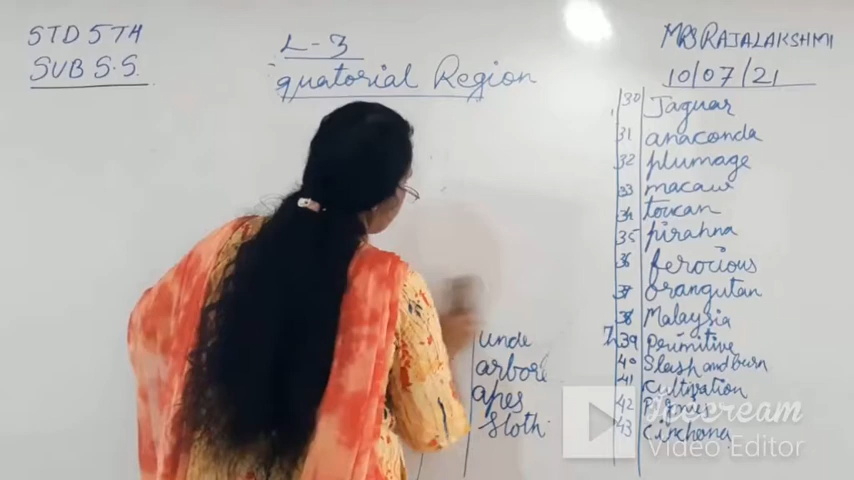 STD 5TH
SUB S.S.
L-3
quatorial Region
MRS RAJALAKSHMI
10/07/21
30 Jaguar
31 anaconda
32 plumage
33 macaw
34 toucan
35 pirahna
36 ferocious
37 orangutan
38 Malaysia
39 Primitive
40 Slash and burn
41 Cultivation
42
43 Cinchona
unde
arbore
apes
Sloth
Video Editor